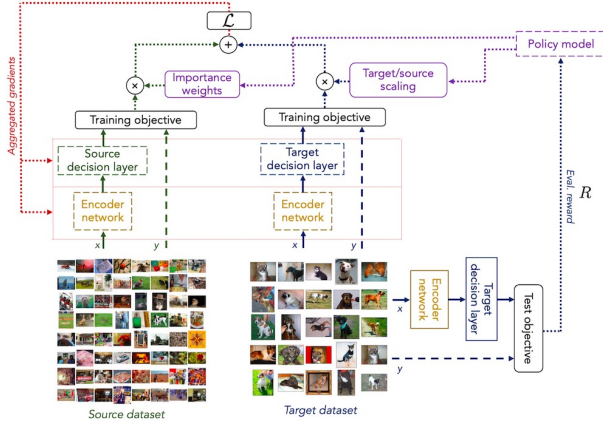 ℒ
+
Policy model
×
Importance
weights
×
Target/source
scaling
Aggregated gradients
Training objective
Training objective
Source
decision layer
Target
decision layer
Eval. reward
R
Encoder
network
Encoder
network
x
y
x
y
x
Encoder
network
Target
decision layer
Test objective
y
Source dataset
Target dataset